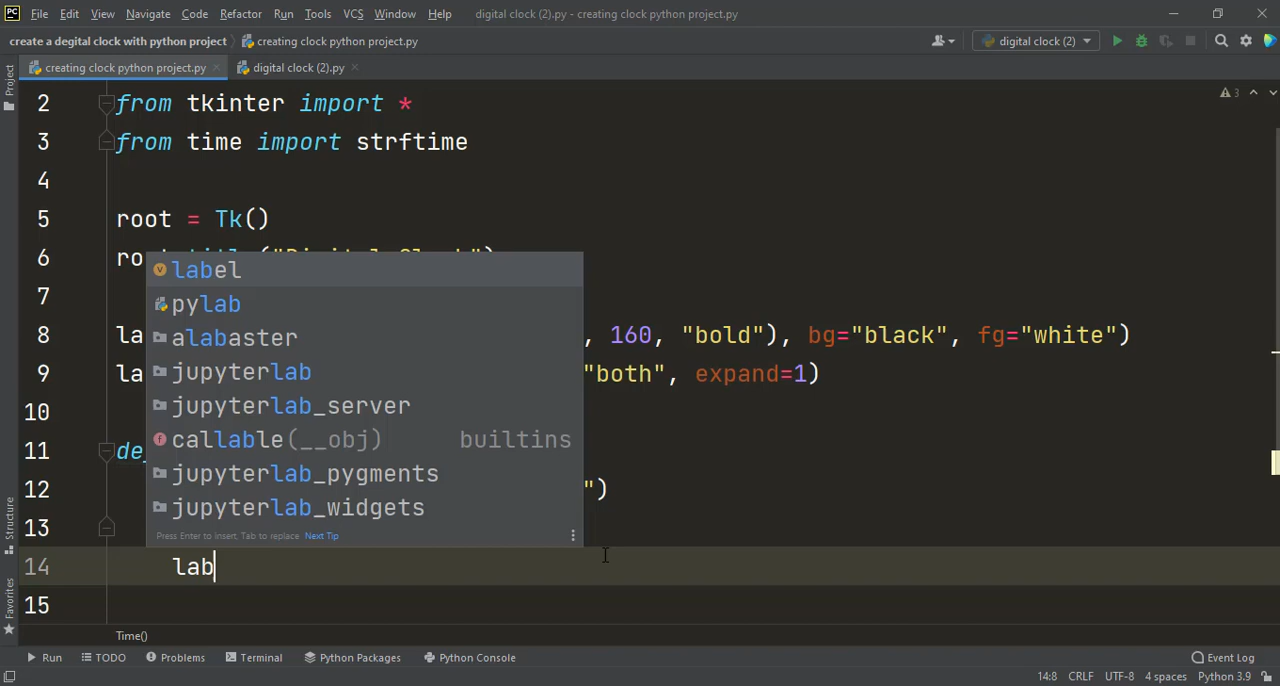 PC File Edit View Navigate Code Refactor Run Tools VCS Window Help digital clock (2).py - creating clock python project.py
create a degital clock with python project creating clock python project.py digital clock (2)
Project creating clock python project.py digital clock (2).py
2 from tkinter import * 3
3 from time import strftime
4
5 root = Tk()
6 ro
label
7
pylab
8 la , 160, "bold"), bg="black", fg="white")
alabaster
9 la "both", expand=1)
jupyterlab
10
jupyterlab_server
11 de
callable(__obj) builtins
jupyterlab_pygments
12 ")
jupyterlab_widgets
13
Press Enter to insert, Tab to replace Next Tip
14 lab
15
Structure
Favorites
Time()
Run TODO Problems Terminal Python Packages Python Console Event Log
14:8 CRLF UTF-8 4 spaces Python 3.9